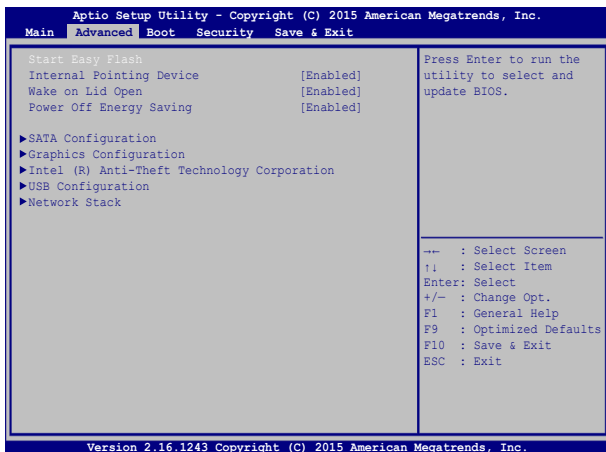 Aptio Setup Utility - Copyright (C) 2015 American Megatrends, Inc.
Main Advanced Boot Security Save & Exit
Start Easy Flash
Internal Pointing Device [Enabled]
Wake on Lid Open [Enabled]
Power Off Energy Saving [Enabled]
▶SATA Configuration
▶Graphics Configuration
▶Intel (R) Anti-Theft Technology Corporation
▶USB Configuration
▶Network Stack
Press Enter to run the
utility to select and
update BIOS.
→← : Select Screen
↑↓ : Select Item
Enter: Select
+/— : Change Opt.
F1 : General Help
F9 : Optimized Defaults
F10 : Save & Exit
ESC : Exit
Version 2.16.1243 Copyright (C) 2015 American Megatrends, Inc.